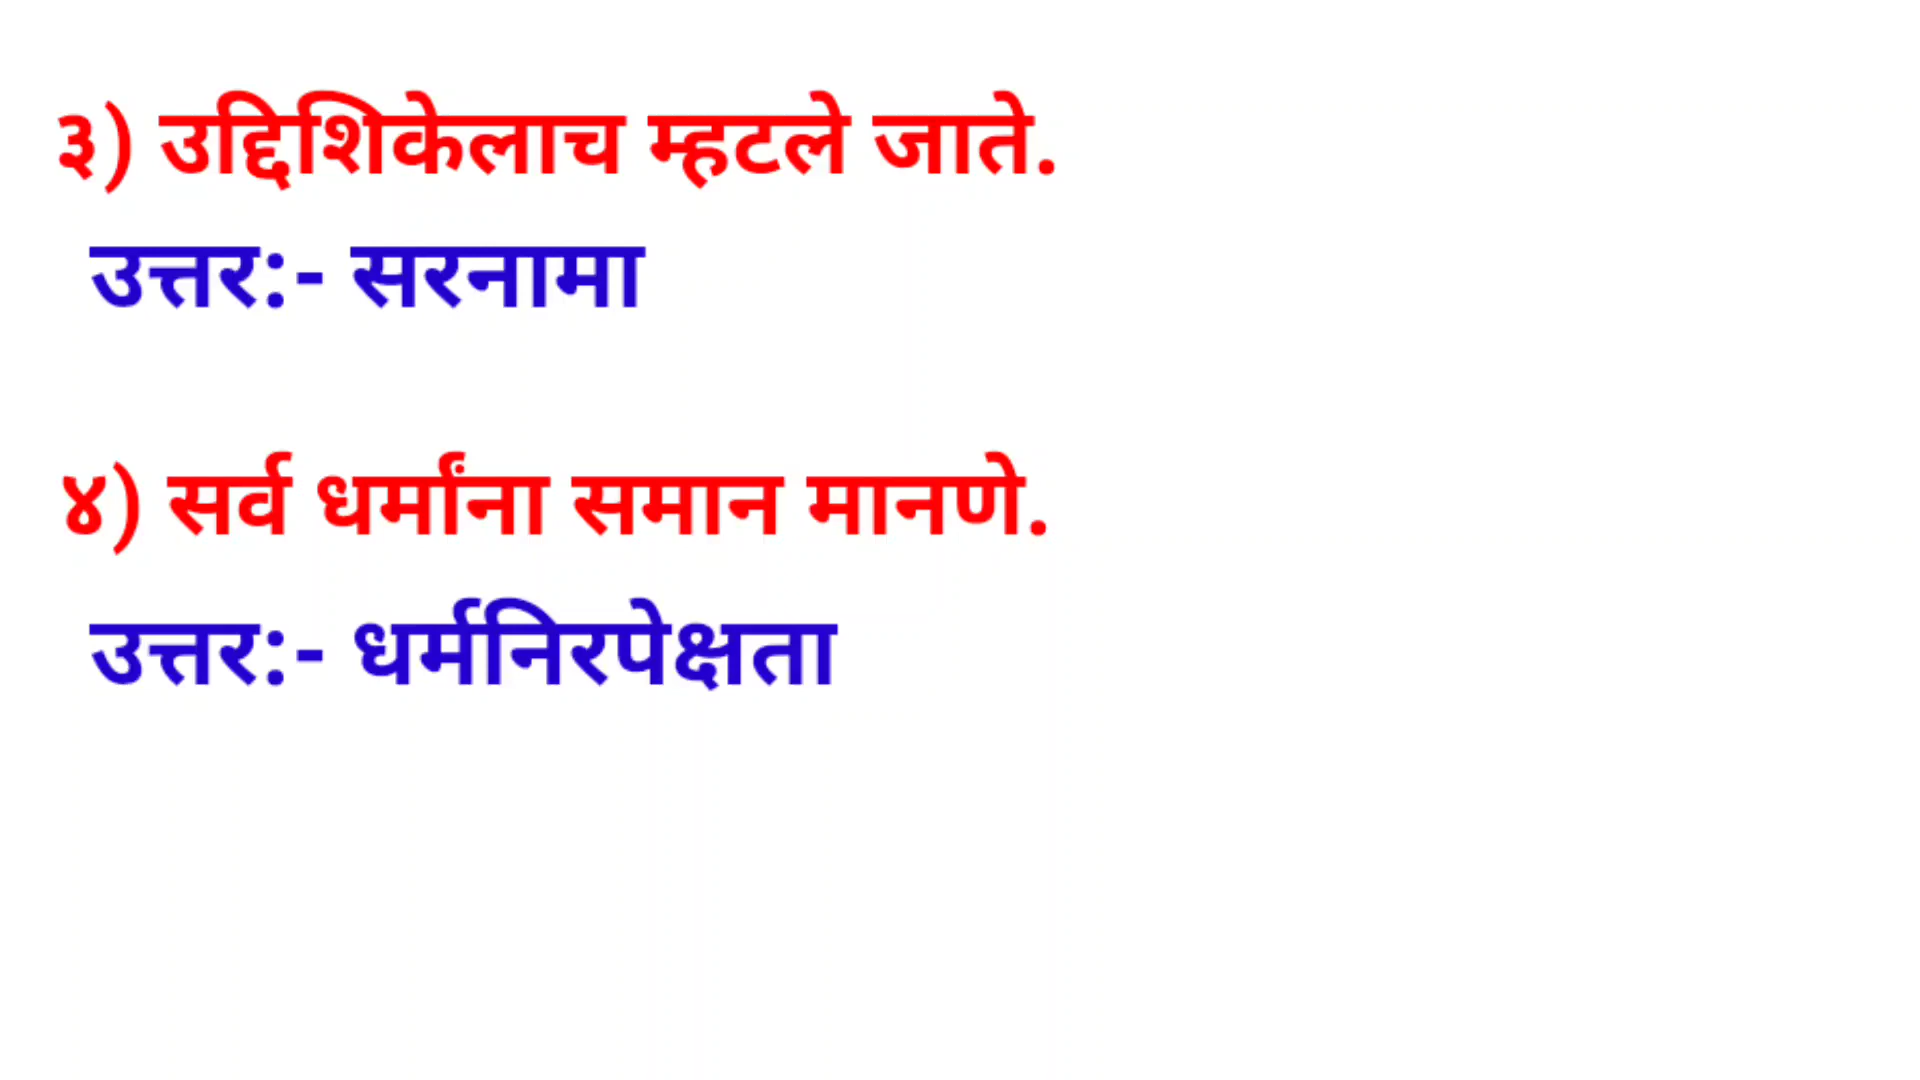 ३) उद्दिशिकेलाच म्हटले जाते.
उत्तर:- सरनामा
४) सर्व धर्मांना समान मानणे.
उत्तर:- धर्मनिरपेक्षता